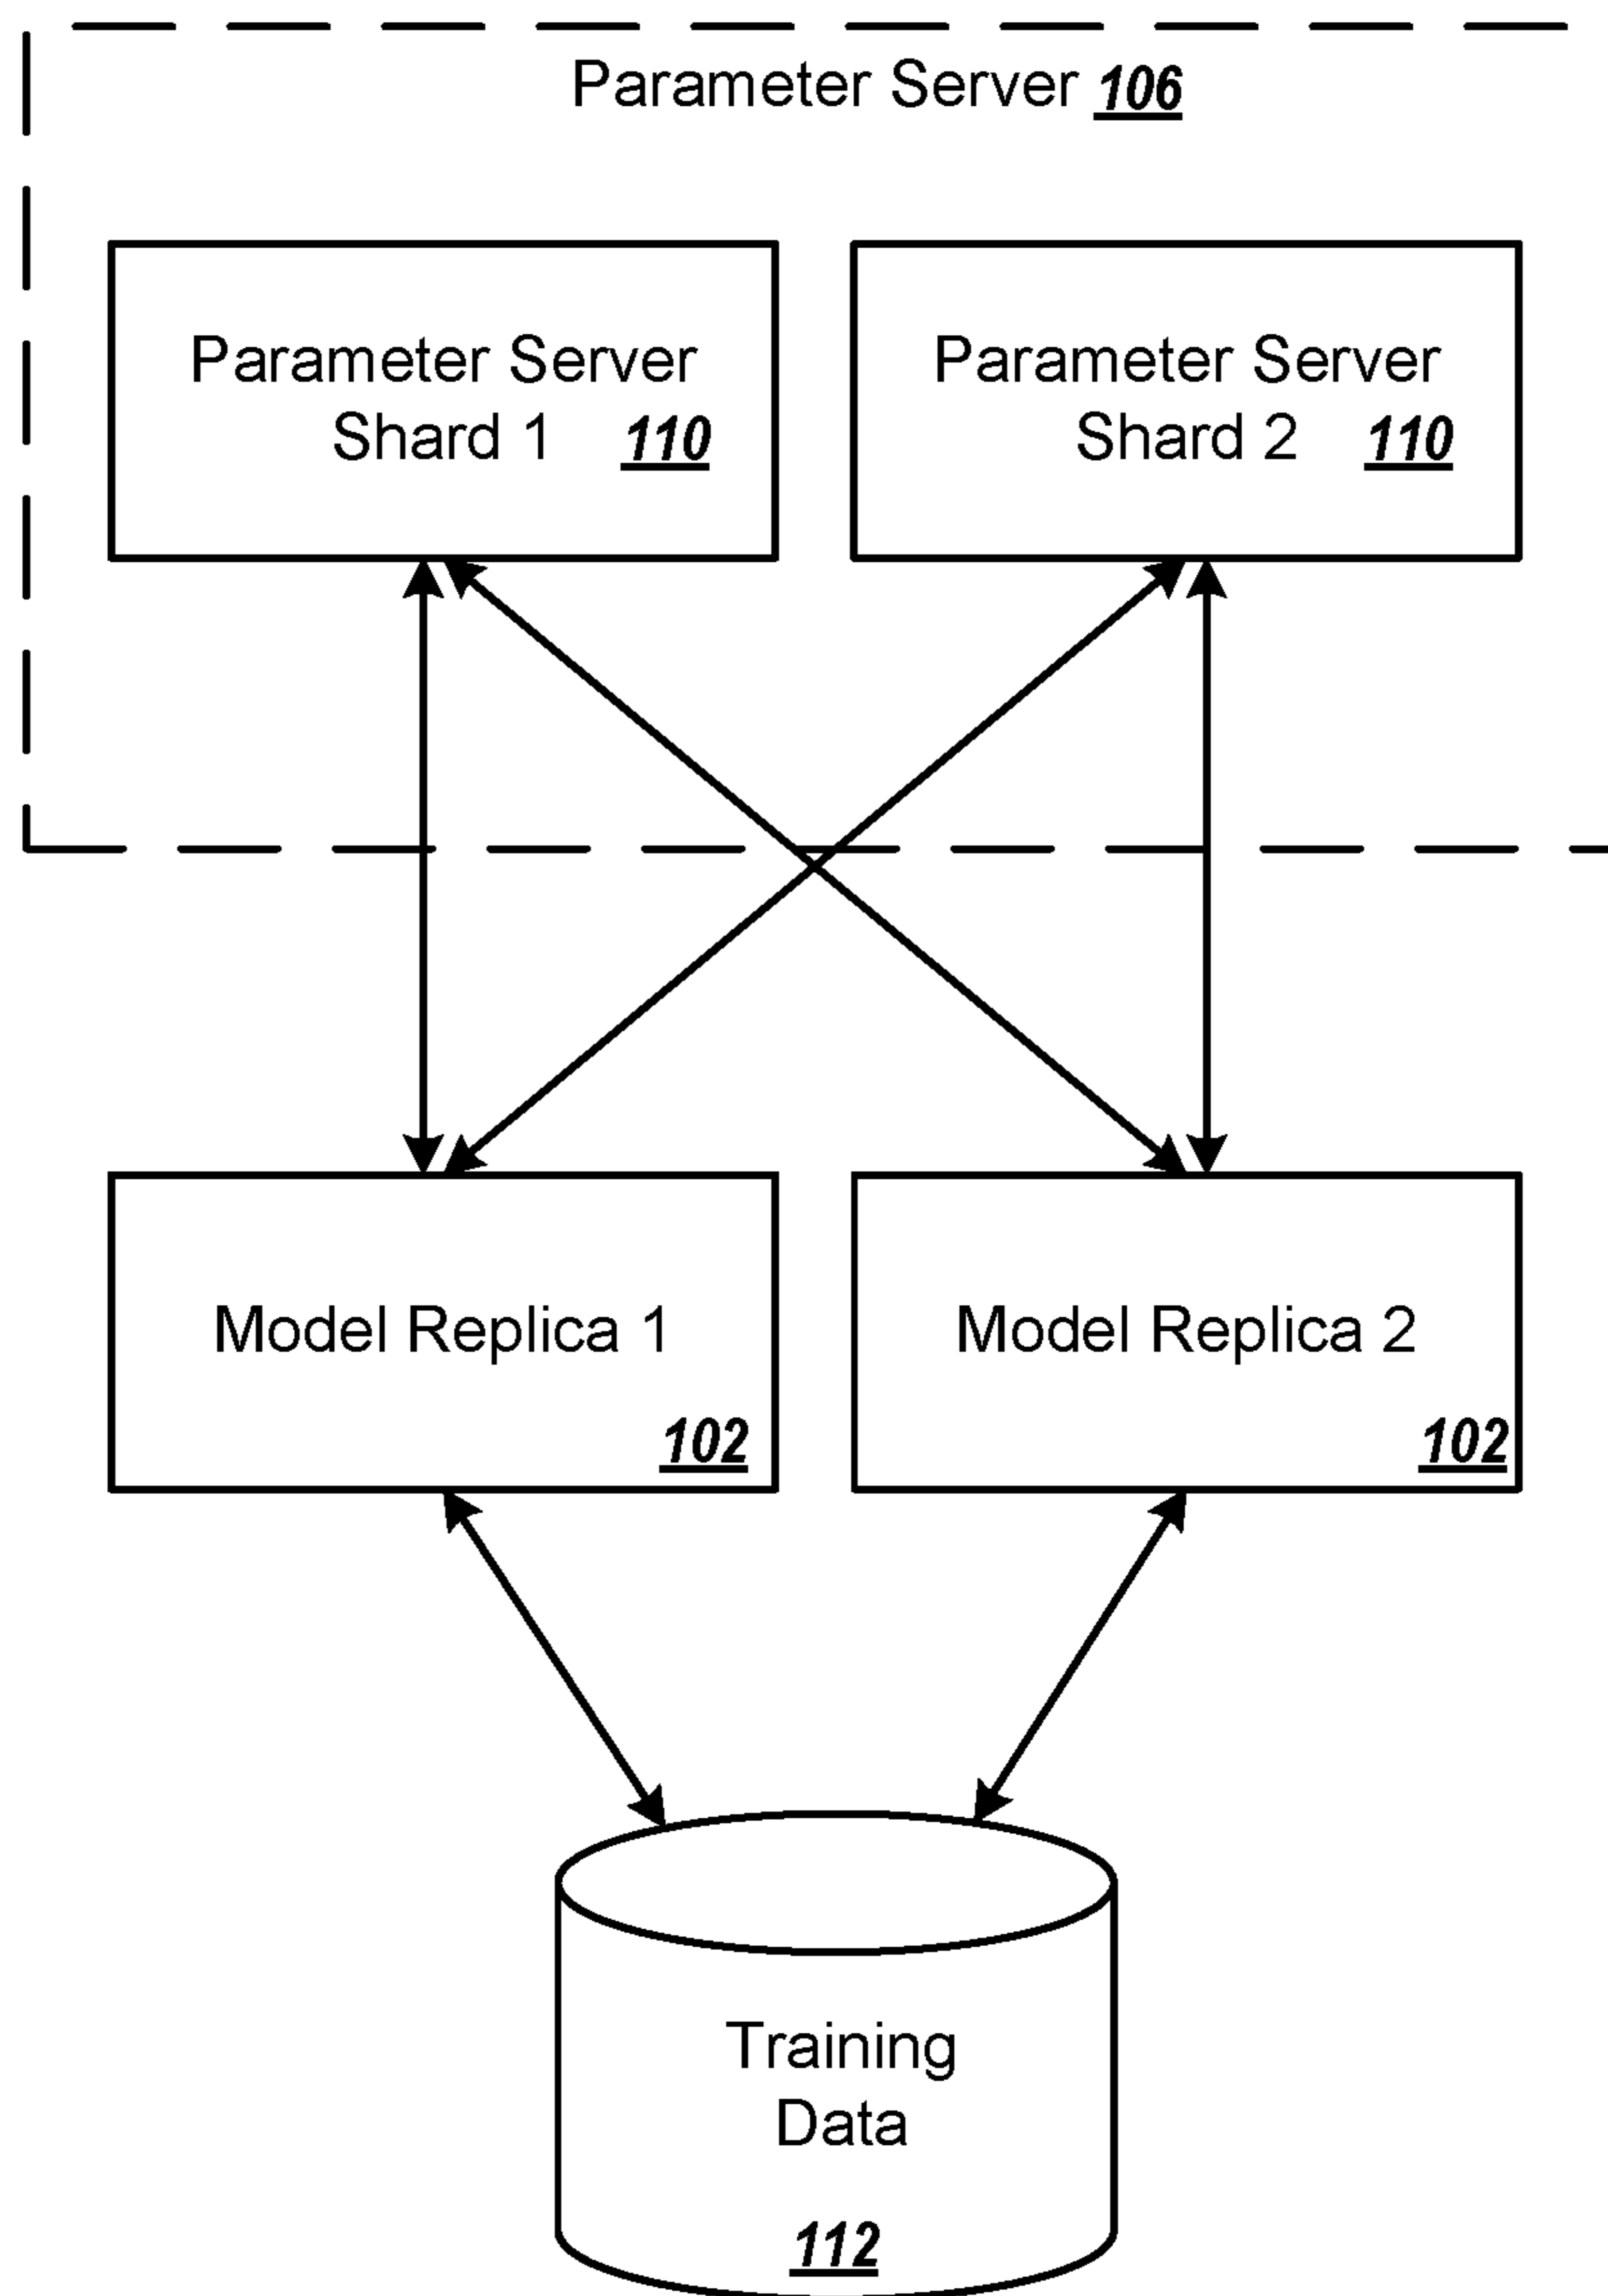 Parameter Server 106
Parameter Server
Shard 1 110
Parameter Server
Shard 2 110
Model Replica 1
102
Model Replica 2
102
Training
Data
112